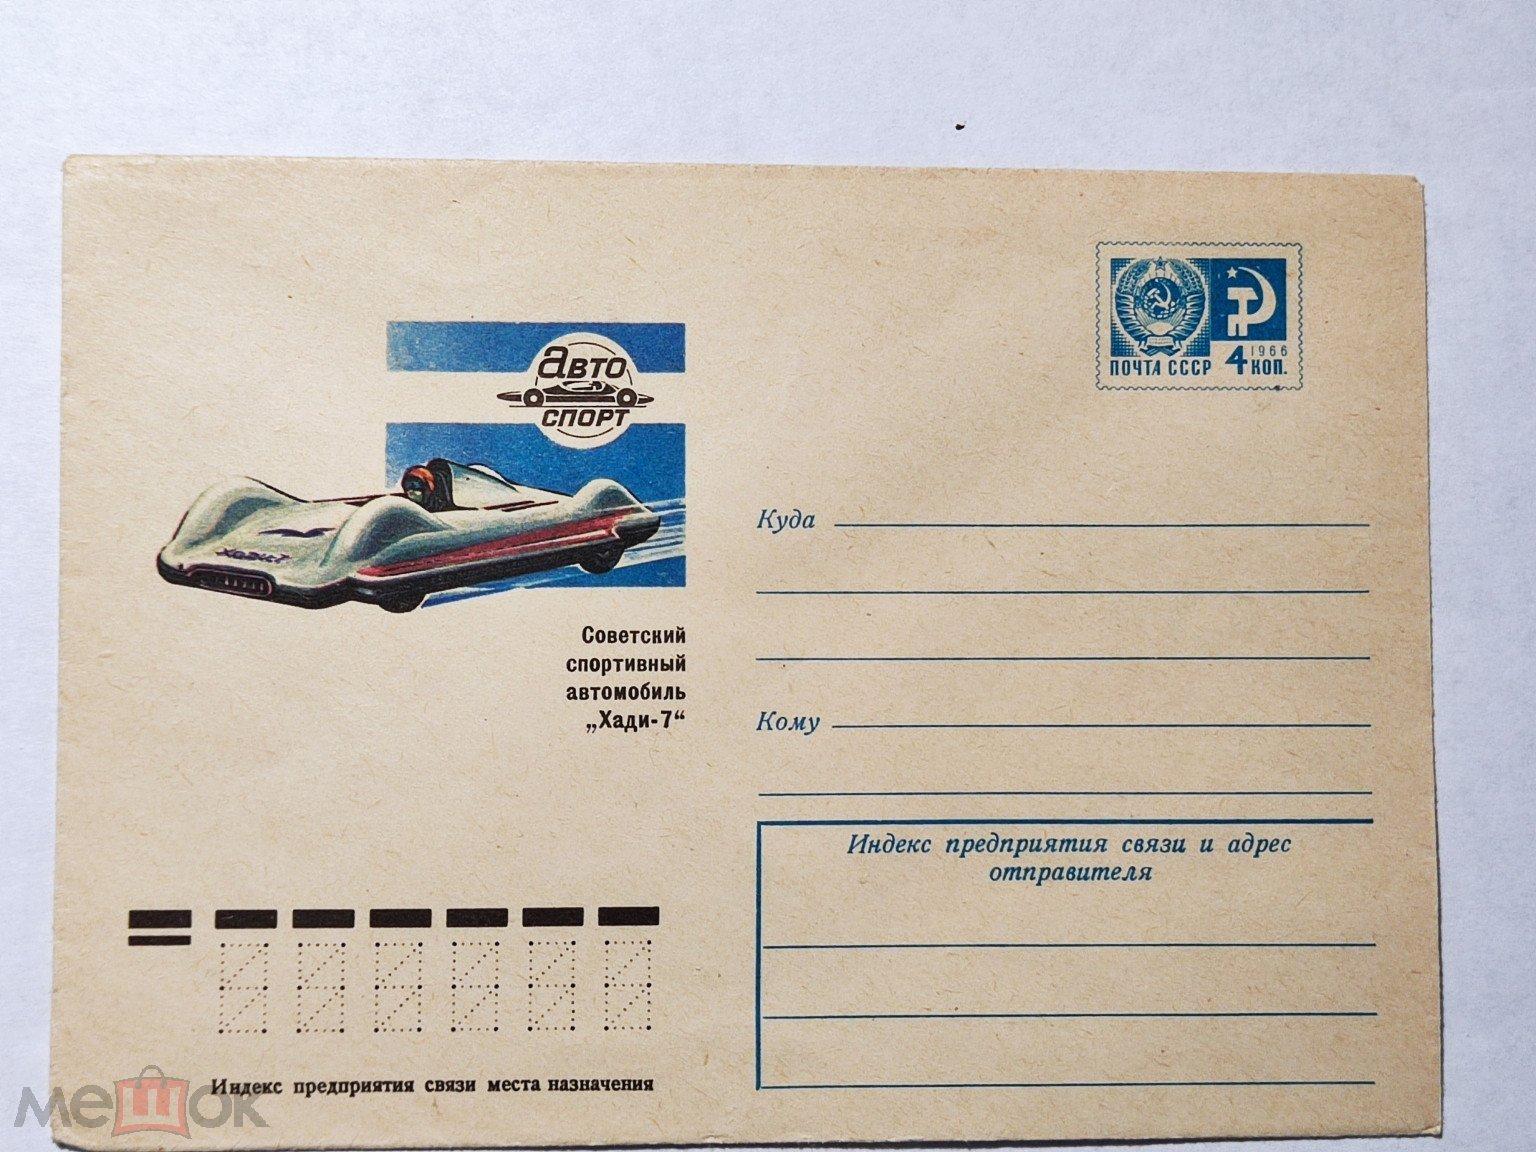 Авто
спорт
ХАДИ-7
Советский
спортивный
автомобиль
„Хади-7“
1966
ПОЧТА СССР 4 КОП.
Куда
Кому
Индекс предприятия связи и адрес
отправителя
Индекс предприятия связи места назначения
мешок